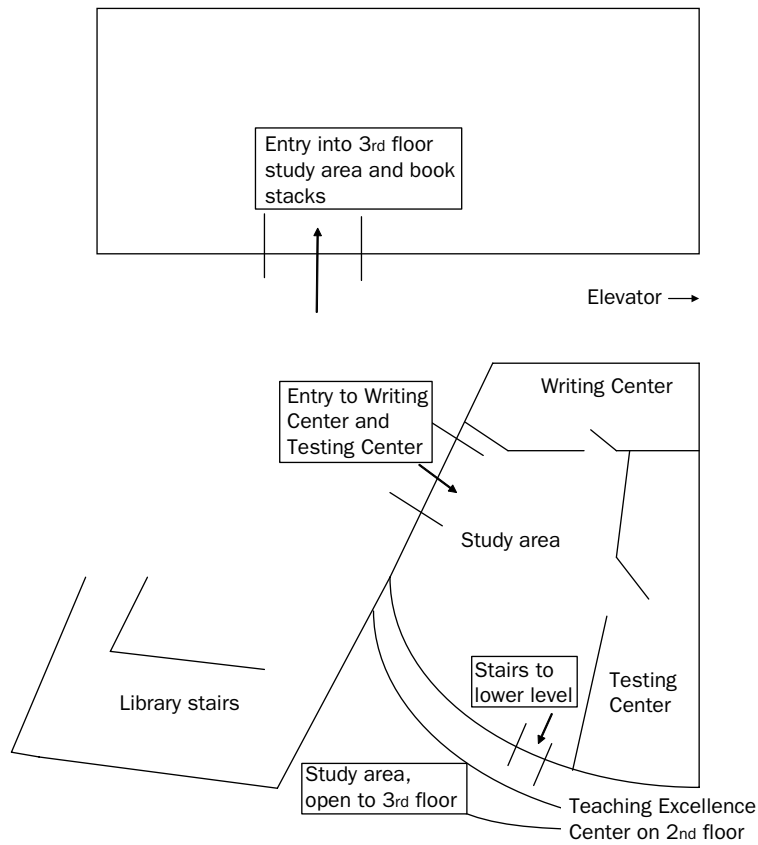 Entry into 3rd floor
study area and book
stacks
Elevator
Writing Center
Entry to Writing
Center and
Testing Center
Study area
Stairs to
lower level
Testing
Center
Library stairs
Study area,
open to 3rd floor
Teaching Excellence
Center on 2nd floor